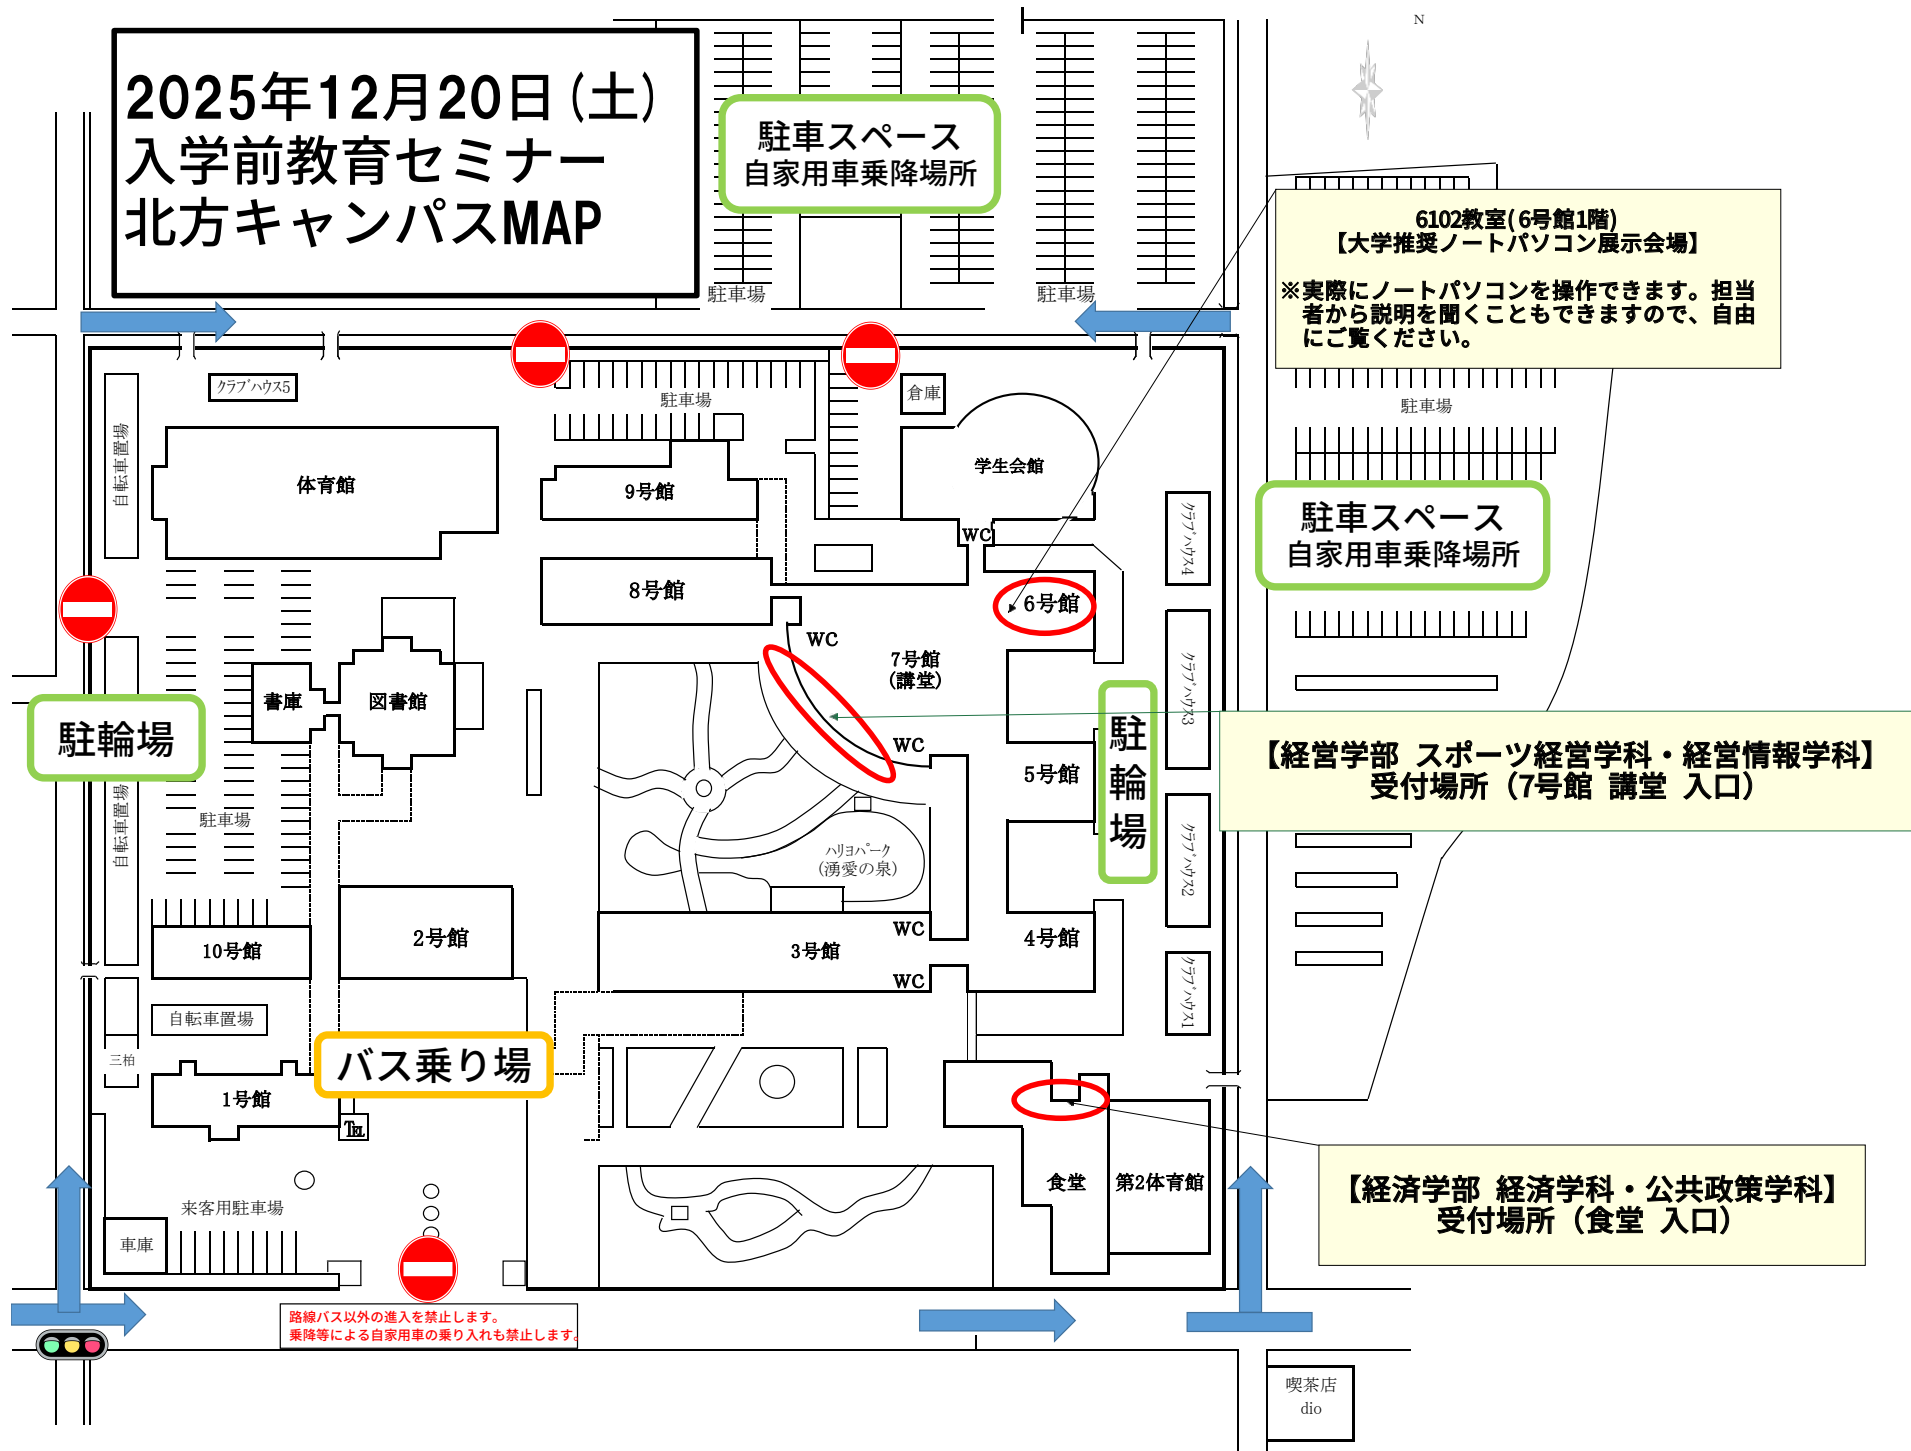 2025年12月20日(土)
入学前教育セミナー
北方キャンパスMAP
駐車スペース
自家用車乗降場所
N
6102教室(6号館1階)
【大学推奨ノートパソコン展示会場】
※実際にノートパソコンを操作できます。担当
者から説明を聞くこともできますので、自由
にご覧ください。
駐車場
駐車場
クラブハウス5
駐車場
倉庫
駐車場
自転車置場
体育館
9号館
学生会館
WC
クラブハウス4
駐車スペース
自家用車乗降場所
8号館
6号館
WC
7号館
(講堂)
クラブハウス3
書庫
図書館
駐輪場
WC
5号館
駐輪場
【経営学部 スポーツ経営学科・経営情報学科】
受付場所（7号館 講堂 入口）
自転車置場
駐車場
ハリヨパーク
(湧愛の泉)
クラブハウス2
10号館
2号館
3号館
WC
WC
4号館
クラブハウス1
自転車置場
三柏
バス乗り場
1号館
TEL
食堂
第2体育館
【経済学部 経済学科・公共政策学科】
受付場所（食堂 入口）
来客用駐車場
車庫
路線バス以外の進入を禁止します。
乗降等による自家用車の乗り入れも禁止します。
喫茶店
dio